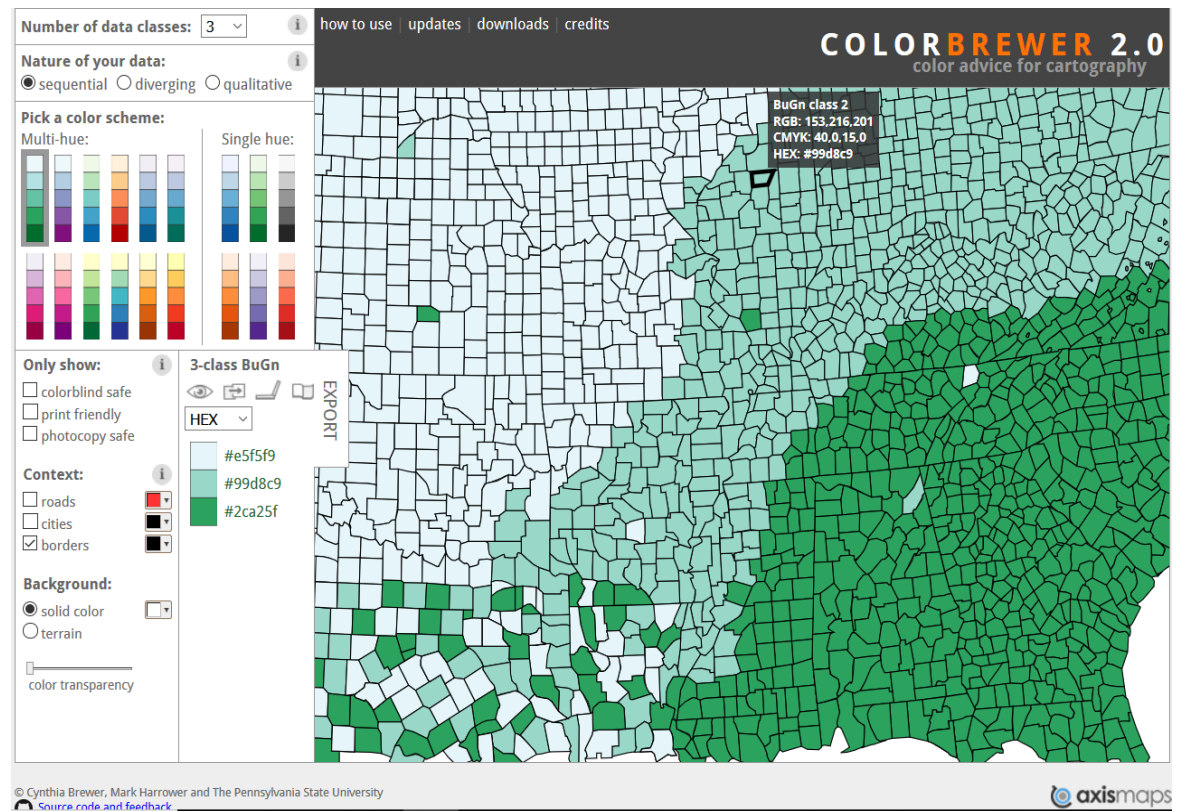 Number of data classes: 3
i
how to use | updates | downloads | credits
COLORBREWER 2.0
color advice for cartography
Nature of your data:
i
sequential diverging qualitative
Pick a color scheme:
Multi-hue: Single hue:
BuGn class 2
RGB: 153,216,201
CMYK: 40,0,15,0
HEX: #99d8c9
Only show:
i
colorblind safe
print friendly
photocopy safe
Context:
i
roads
cities
borders
Background:
solid color
terrain
color transparency
3-class BuGn
EXPORT
HEX
#e5f5f9
#99d8c9
#2ca25f
© Cynthia Brewer, Mark Harrower and The Pennsylvania State University
Source code and feedback
axismaps